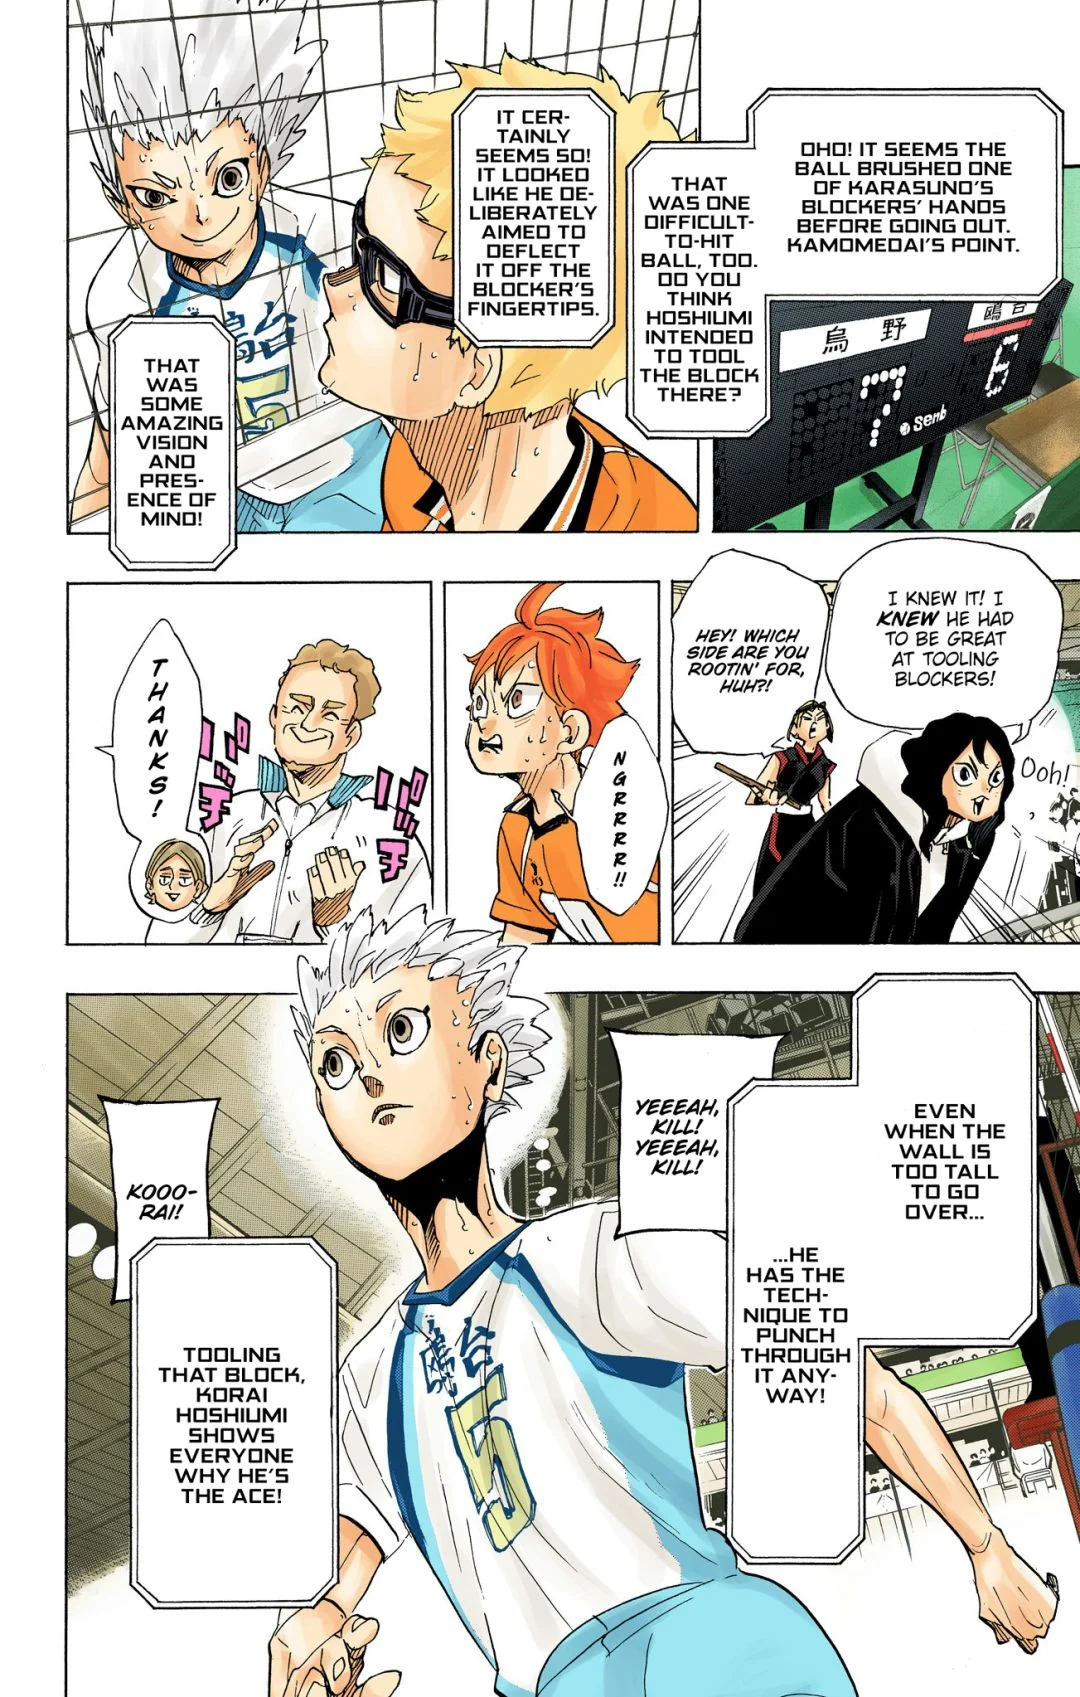 OHO! IT SEEMS THE
BALL BRUSHED ONE
OF KARASUNO'S
BLOCKERS' HANDS
BEFORE GOING OUT.
KAMOMEDAI'S POINT.
THAT
WAS ONE
DIFFICULT-
TO-HIT
BALL, TOO.
DO YOU
THINK
HOSHIUMI
INTENDED
TO TOOL
THE BLOCK
THERE?
烏野
鴎台
7
6
Senb
IT CER-
TAINLY
SEEMS SO!
IT LOOKED
LIKE HE DE-
LIBERATELY
AIMED TO
DEFLECT
IT OFF THE
BLOCKER'S
FINGERTIPS.
鴎台
5
THAT
WAS
SOME
AMAZING
VISION
AND
PRES-
ENCE OF
MIND!
I KNEW IT! I
KNEW HE HAD
TO BE GREAT
AT TOOLING
BLOCKERS!
Ooh!
HEY! WHICH
SIDE ARE YOU
ROOTIN' FOR,
HUH?!
NGRRRR!!
THANKS!
パチ
パチ
EVEN
WHEN THE
WALL IS
TOO TALL
TO GO
OVER...
...HE
HAS THE
TECH-
NIQUE TO
PUNCH
THROUGH
IT ANY-
WAY!
YEEEAH,
KILL!
YEEEAH,
KILL!
KOOO-
RAI!
鴎台
5
TOOLING
THAT BLOCK,
KORAI
HOSHIUMI
SHOWS
EVERYONE
WHY HE'S
THE ACE!